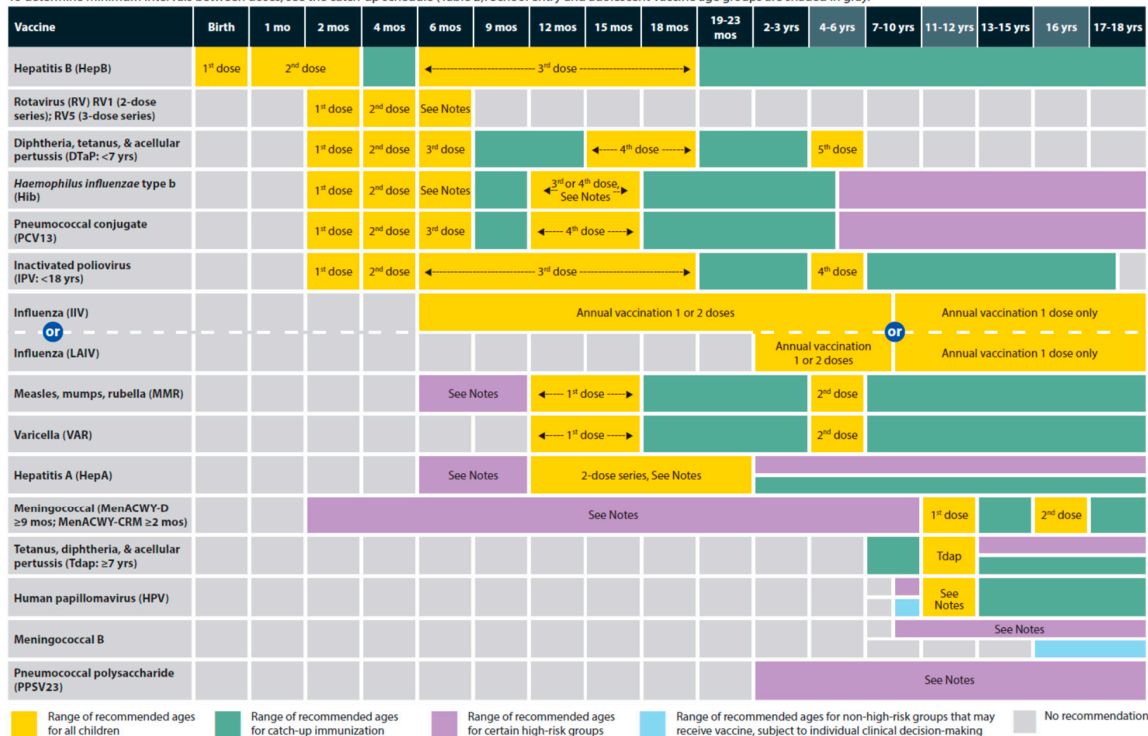 Vaccine Birth 1 mo 2 mos 4 mos 6 mos 9 mos 12 mos 15 mos 18 mos 19-23 mos 2-3 yrs 4-6 yrs 7-10 yrs 11-12 yrs 13-15 yrs 16 yrs 17-18 yrs
Hepatitis B (HepB) 1st dose 2nd dose 3rd dose
Rotavirus (RV) RV1 (2-dose
series); RV5 (3-dose series) 1st dose 2nd dose See Notes
Diphtheria, tetanus, & acellular
pertussis (DTaP: <7 yrs) 1st dose 2nd dose 3rd dose 4th dose 5th dose
Haemophilus influenzae type b
(Hib) 1st dose 2nd dose See Notes 3rd or 4th dose,
See Notes
Pneumococcal conjugate
(PCV13) 1st dose 2nd dose 3rd dose 4th dose
Inactivated poliovirus
(IPV: <18 yrs) 1st dose 2nd dose 3rd dose 4th dose
Influenza (IIV) Annual vaccination 1 or 2 doses Annual vaccination 1 dose only
or or
Influenza (LAIV) Annual vaccination
1 or 2 doses Annual vaccination 1 dose only
Measles, mumps, rubella (MMR) See Notes 1st dose 2nd dose
Varicella (VAR) 1st dose 2nd dose
Hepatitis A (HepA) See Notes 2-dose series, See Notes
Meningococcal (MenACWY-D
≥9 mos; MenACWY-CRM ≥2 mos) See Notes 1st dose 2nd dose
Tetanus, diphtheria, & acellular
pertussis (Tdap: ≥7 yrs) Tdap
Human papillomavirus (HPV) See
Notes
Meningococcal B See Notes
Pneumococcal polysaccharide
(PPSV23) See Notes
Range of recommended ages
for all children
Range of recommended ages
for catch-up immunization
Range of recommended ages
for certain high-risk groups
Range of recommended ages for non-high-risk groups that may
receive vaccine, subject to individual clinical decision-making